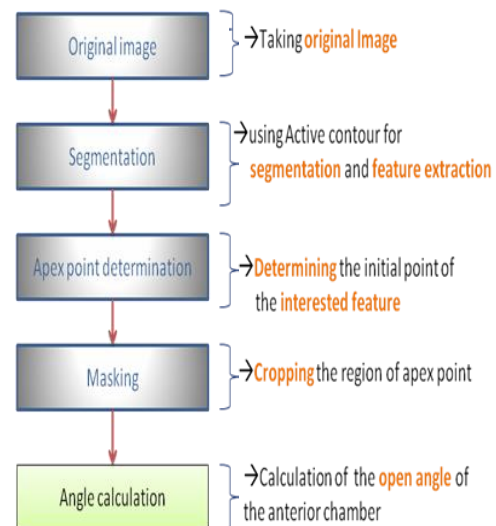 Original image
→Taking original Image
Segmentation
→using Active contour for
segmentation and feature extraction
Apex point determination
→Determining the initial point of
the interested feature
Masking
→Cropping the region of apex point
Angle calculation
→Calculation of the open angle of
the anterior chamber